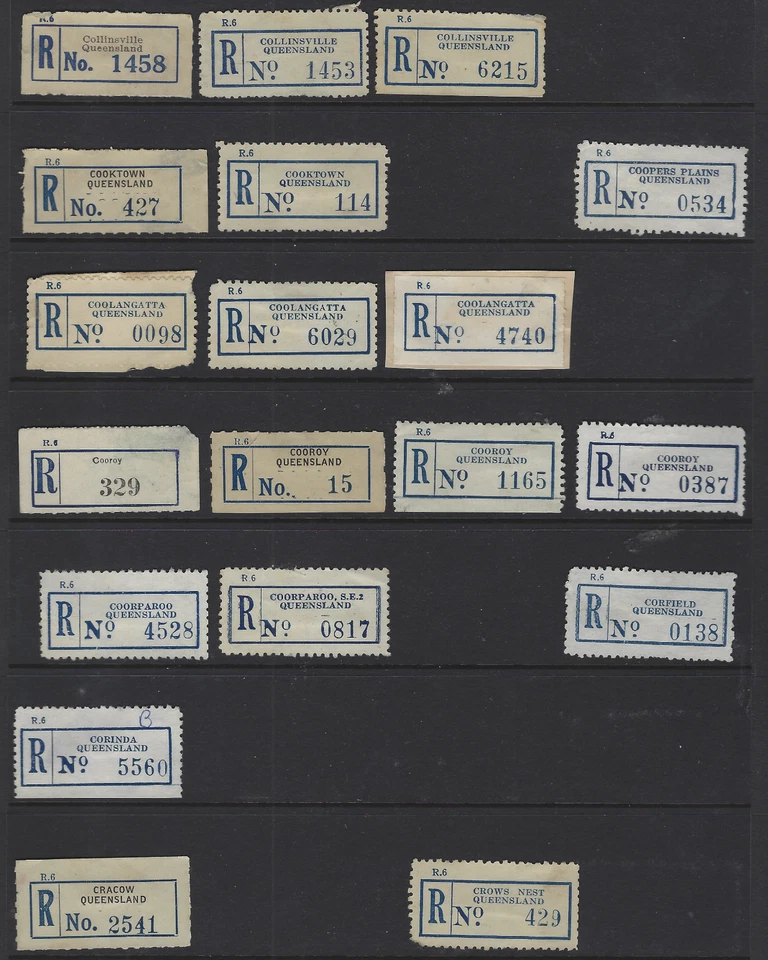 R.6
Collinsville
Queensland
R No. 1458
R.6
COLLINSVILLE
QUEENSLAND
R Nº 1453
R.6
COLLINSVILLE
QUEENSLAND
R Nº 6215
R.6
COOKTOWN
QUEENSLAND
R No. 427
R.6
COOKTOWN
QUEENSLAND
R Nº 114
R.6
COOPERS PLAINS
QUEENSLAND
R Nº 0534
R.6
COOLANGATTA
QUEENSLAND
R Nº 0098
R.6
COOLANGATTA
QUEENSLAND
R Nº 6029
R.6
COOLANGATTA
QUEENSLAND
R Nº 4740
R.6
Cooroy
R 329
R.6
COOROY
QUEENSLAND
R No. 15
R.6
COOROY
QUEENSLAND
R Nº 1165
R.6
COOROY
QUEENSLAND
R Nº 0387
R.6
COORPAROO
QUEENSLAND
R Nº 4528
R.6
COORPAROO, S.E.2
QUEENSLAND
R Nº 0817
R.6
CORFIELD
QUEENSLAND
R Nº 0138
R.6 B
CORINDA
QUEENSLAND
R Nº 5560
R.6
CRACOW
QUEENSLAND
R No. 2541
R.6
CROWS NEST
QUEENSLAND
R Nº 429